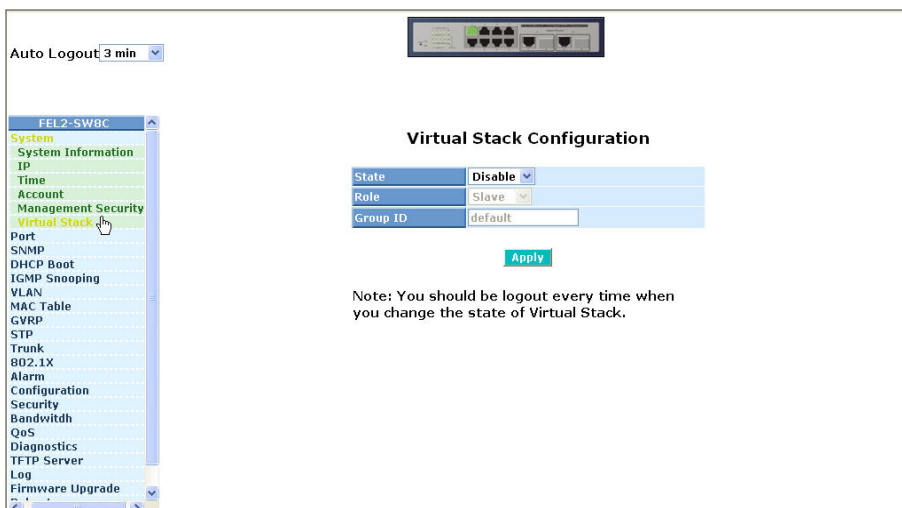 Auto Logout 3 min
FEL2-SW8C
System
System Information
IP
Time
Account
Management Security
Virtual Stack
Port
SNMP
DHCP Boot
IGMP Snooping
VLAN
MAC Table
GVRP
STP
Trunk
802.1X
Alarm
Configuration
Security
Bandwitdh
QoS
Diagnostics
TFTP Server
Log
Firmware Upgrade
Virtual Stack Configuration
State Disable
Role Slave
Group ID default
Apply
Note: You should be logout every time when
you change the state of Virtual Stack.